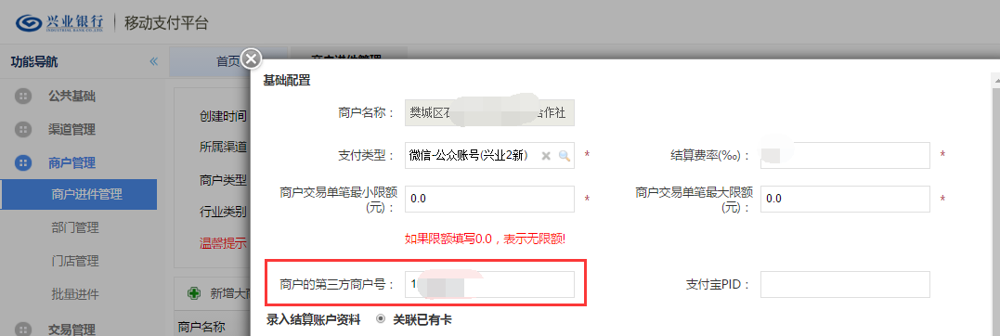 兴业银行 移动支付平台
INDUSTRIAL BANK CO.,LTD.
功能导航 « 首页
基础配置
公共基础
商户名称： 樊城区 合作社
创建时间
渠道管理
所属渠道
支付类型： 微信-公众账号(兴业2新) * 结算费率(‰)： *
商户管理
商户类型
商户进件管理
商户交易单笔最小限额(元)： 0.0 * 商户交易单笔最大限额(元)： 0.0 *
行业类别
部门管理
温馨提示
如果限额填写0.0，表示无限额!
门店管理
商户的第三方商户号： 1 支付宝PID：
批量进件
新增大商
录入结算账户资料 关联已有卡
交易管理
商户名称